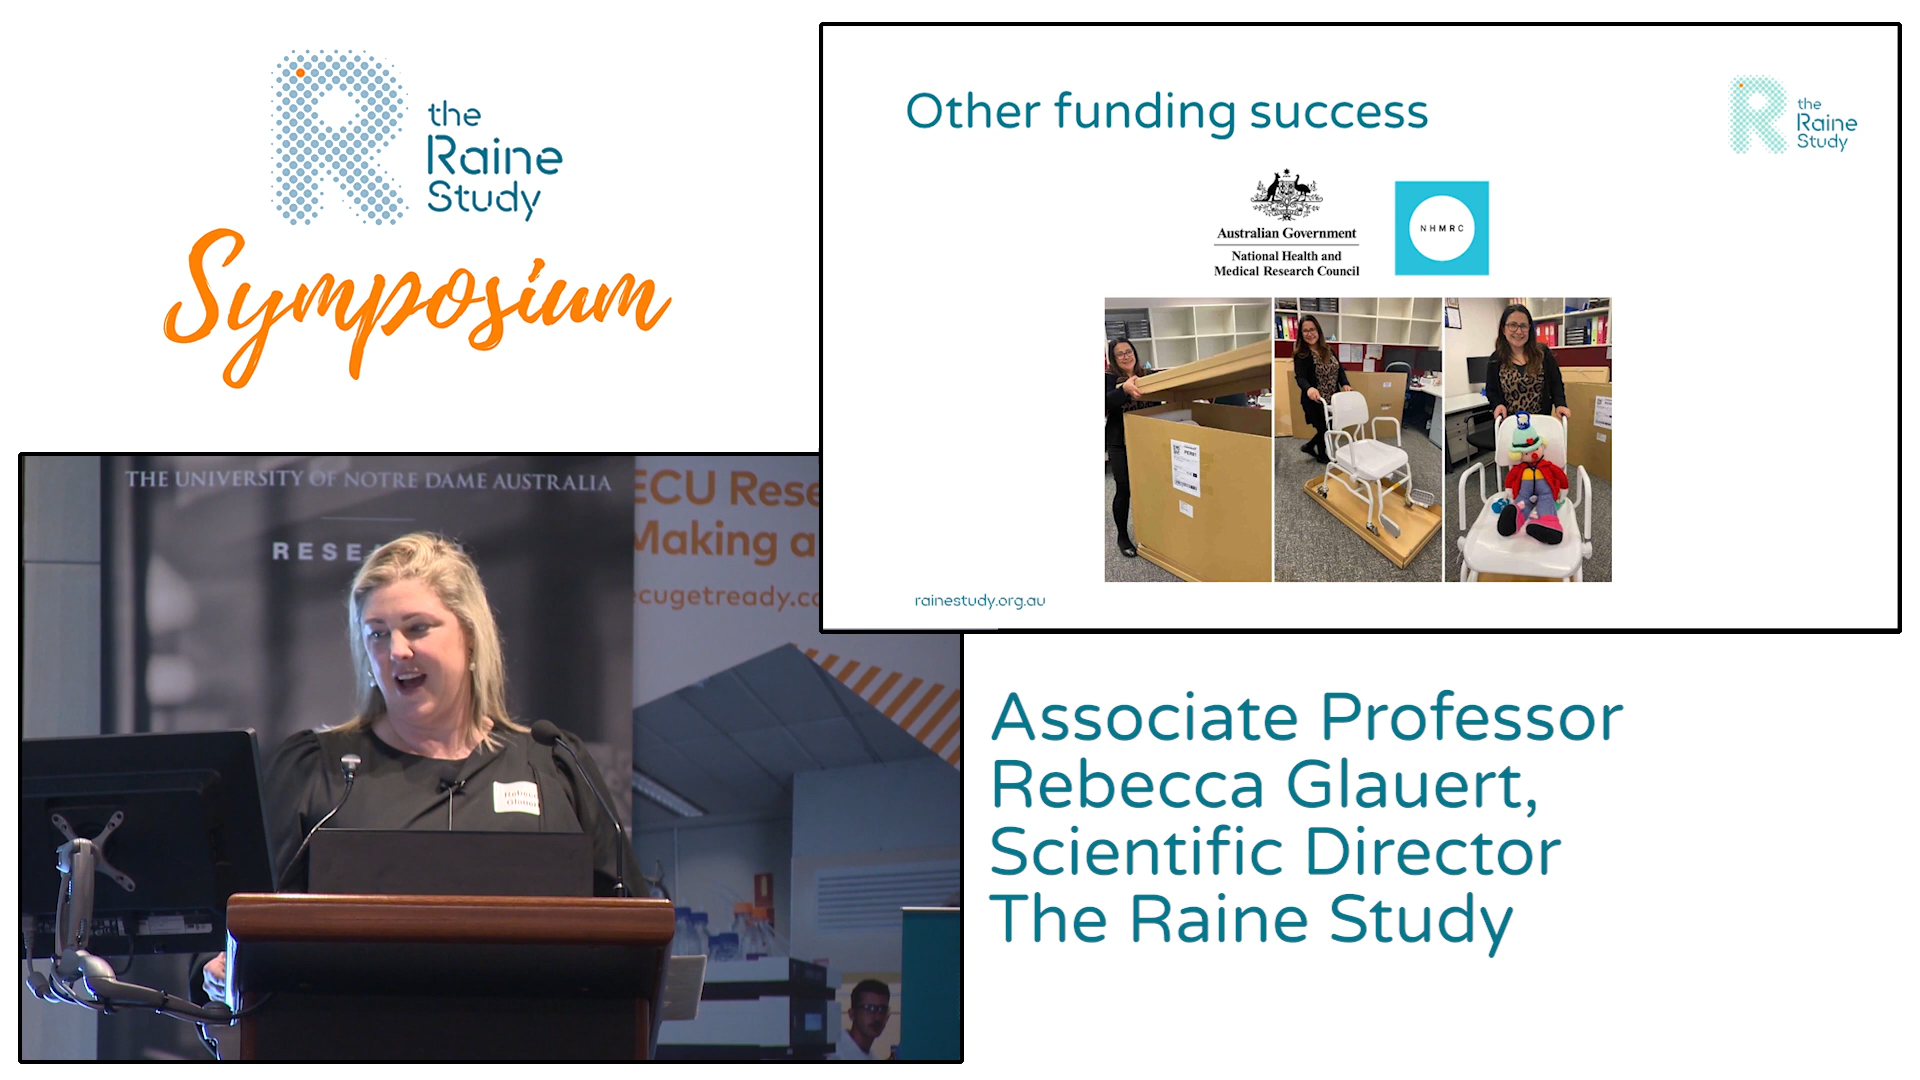 the
Raine
Study
Symposium
Other funding success
the
Raine
Study
Australian Government
National Health and
Medical Research Council
NHMRC
rainestudy.org.au
THE UNIVERSITY OF NOTRE DAME AUSTRALIA
RESE
ECU Rese
Making a
ecugetready.co
Associate Professor
Rebecca Glauert,
Scientific Director
The Raine Study